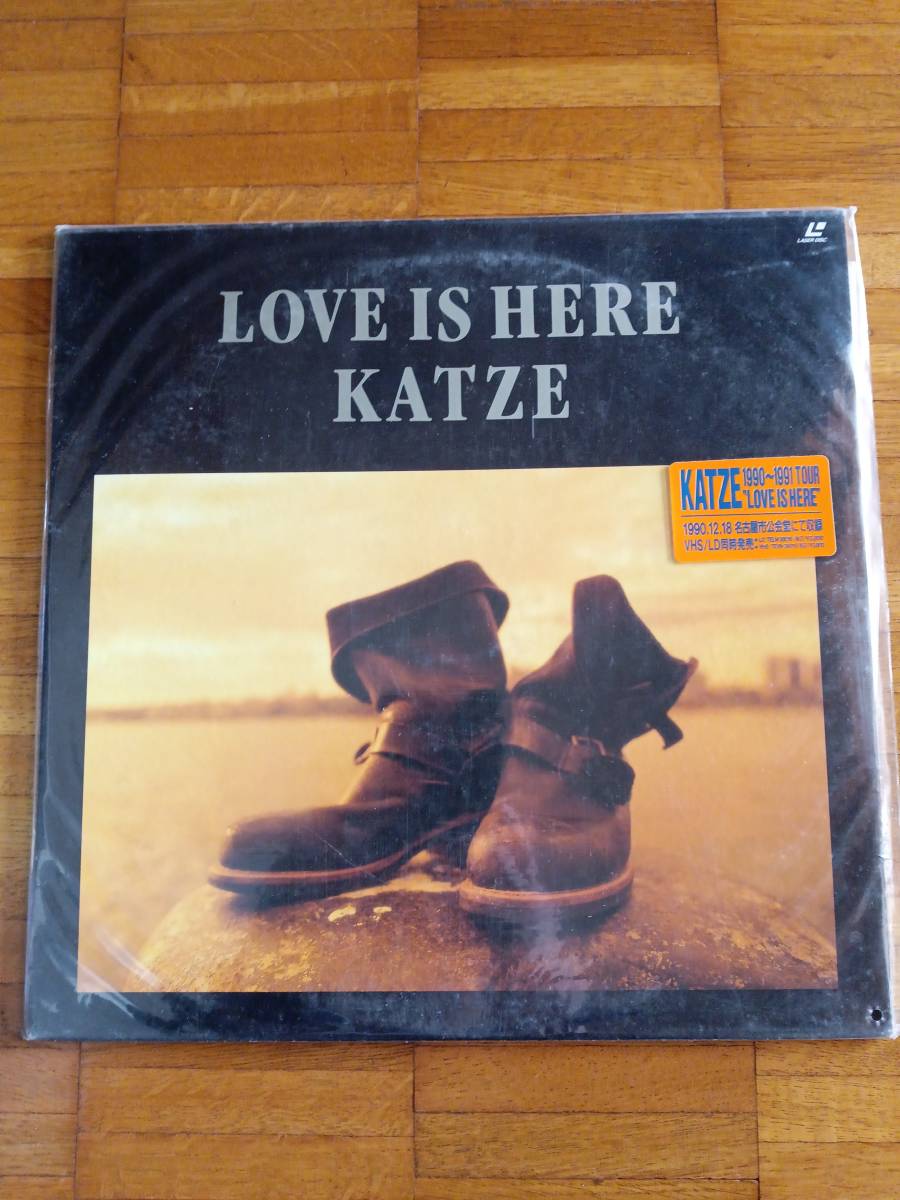 LASER DISC
LOVE IS HERE
KATZE
KATZE 1990~1991 TOUR "LOVE IS HERE"
1990.12.18 名古屋市公会堂にて収録
VHS/LD同時発売